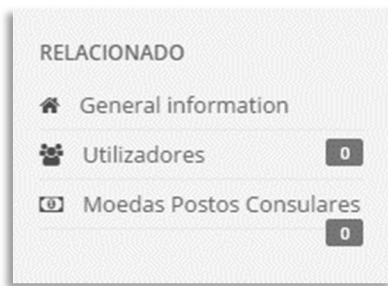 RELACIONADO
General information
Utilizadores 0
Moedas Postos Consulares
0